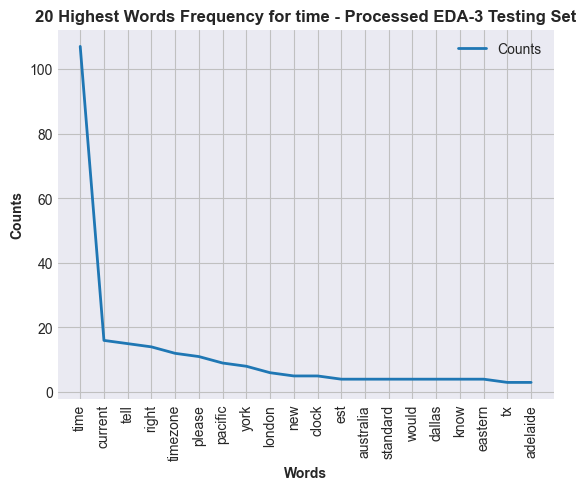 20 Highest Words Frequency for time - Processed EDA-3 Testing Set
Counts
100
80
60
40
20
0
Counts
time
current
tell
right
timezone
please
pacific
york
london
new
clock
est
australia
standard
would
dallas
know
eastern
tx
adelaide
Words